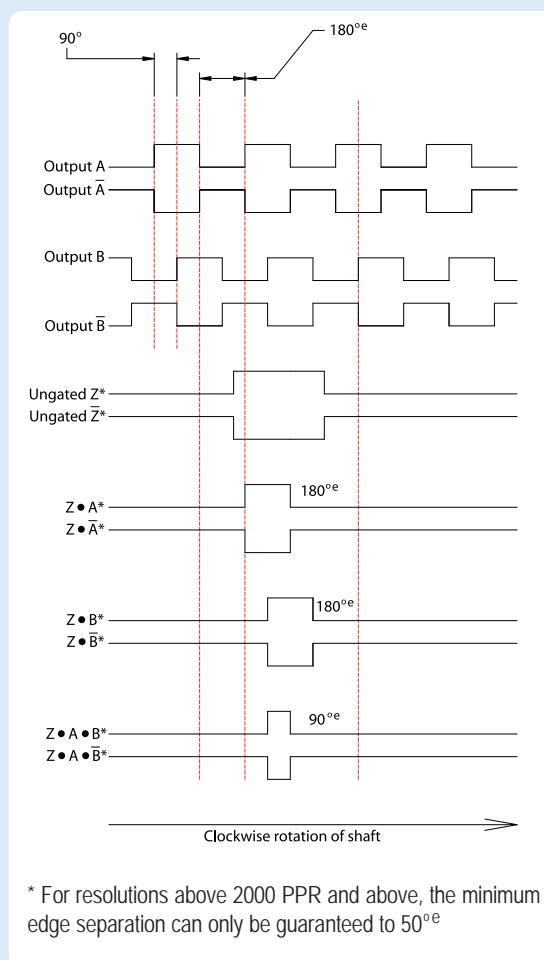 90°
180°e
Output A
Output A̅
Output B
Output B̅
Ungated Z*
Ungated Z̅*
180°e
Z ● A*
Z ● A̅*
180°e
Z ● B*
Z ● B̅*
90°e
Z ● A ● B*
Z ● A ● B̅*
Clockwise rotation of shaft
* For resolutions above 2000 PPR and above, the minimum
edge separation can only be guaranteed to 50°e